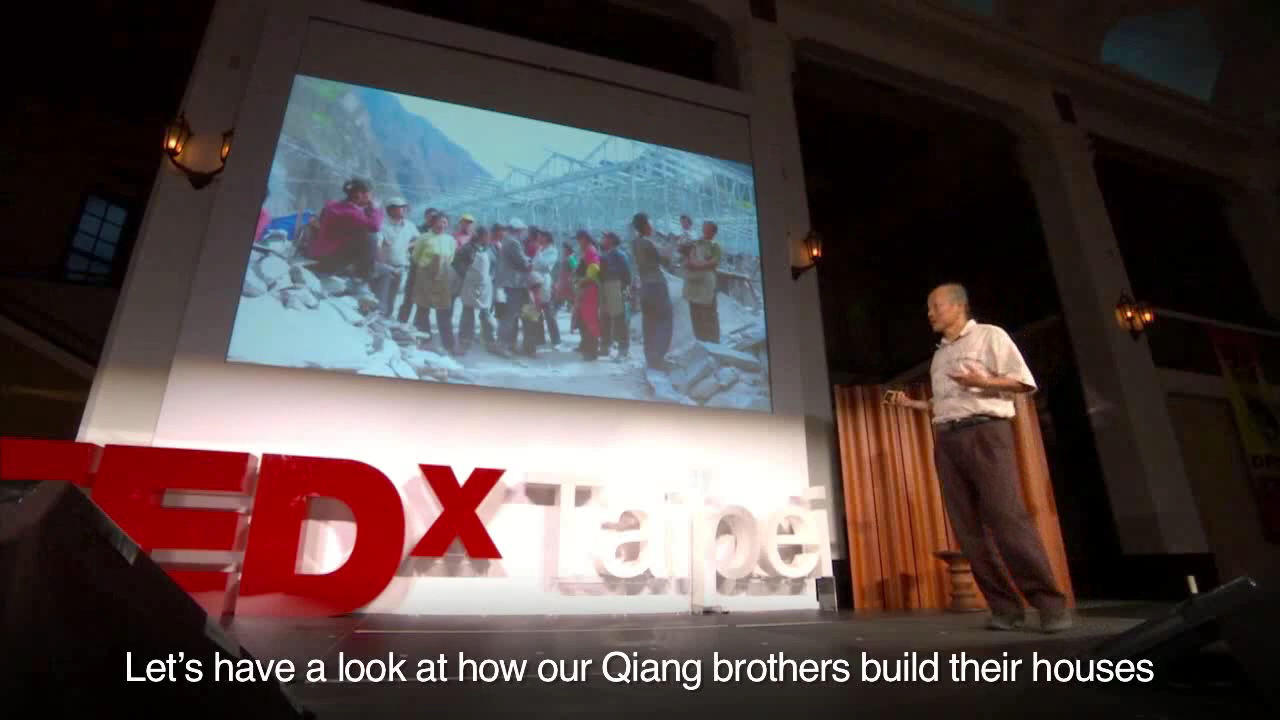 TEDx Taipei
Let's have a look at how our Qiang brothers build their houses